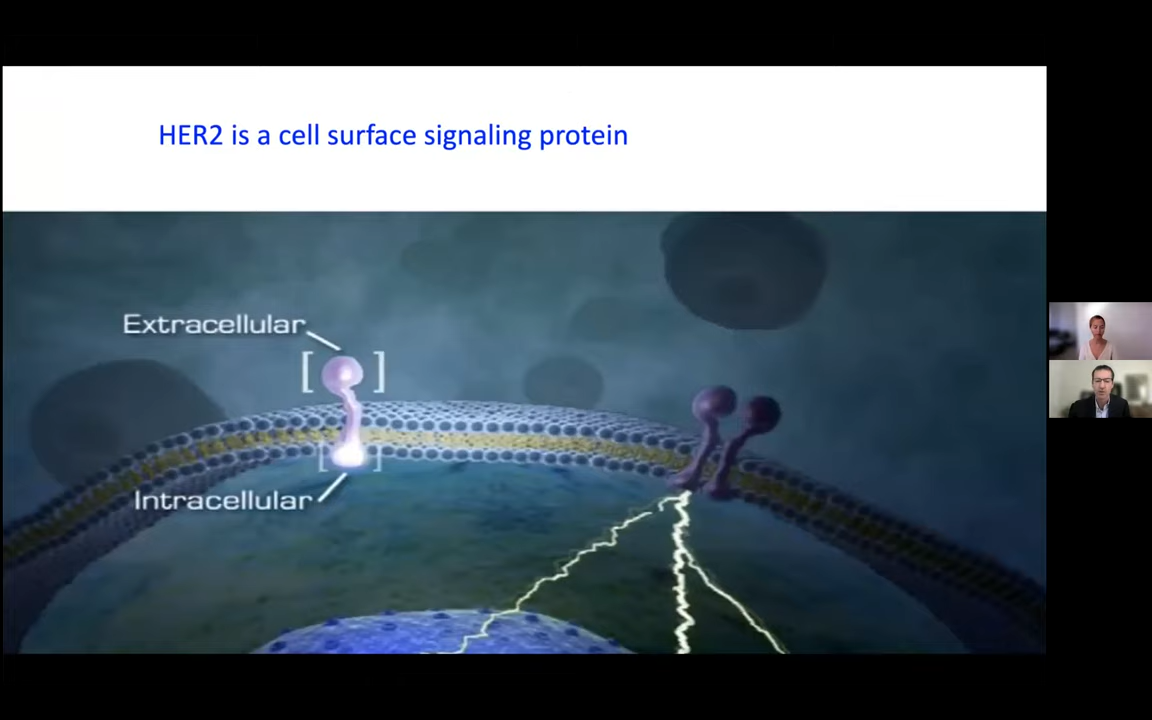 HER2 is a cell surface signaling protein
Extracellular
Intracellular